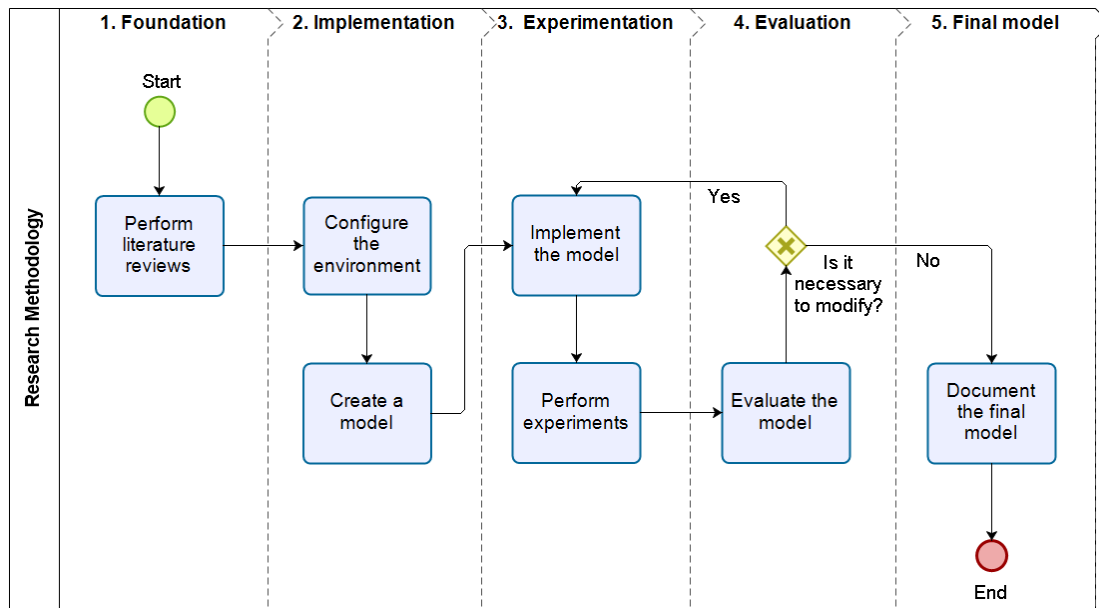 1. Foundation
2. Implementation
3. Experimentation
4. Evaluation
5. Final model
Research Methodology
Start
Perform
literature
reviews
Configure
the
environment
Create a
model
Implement
the model
Perform
experiments
Evaluate the
model
Yes
Is it
necessary
to modify?
No
Document
the final
model
End